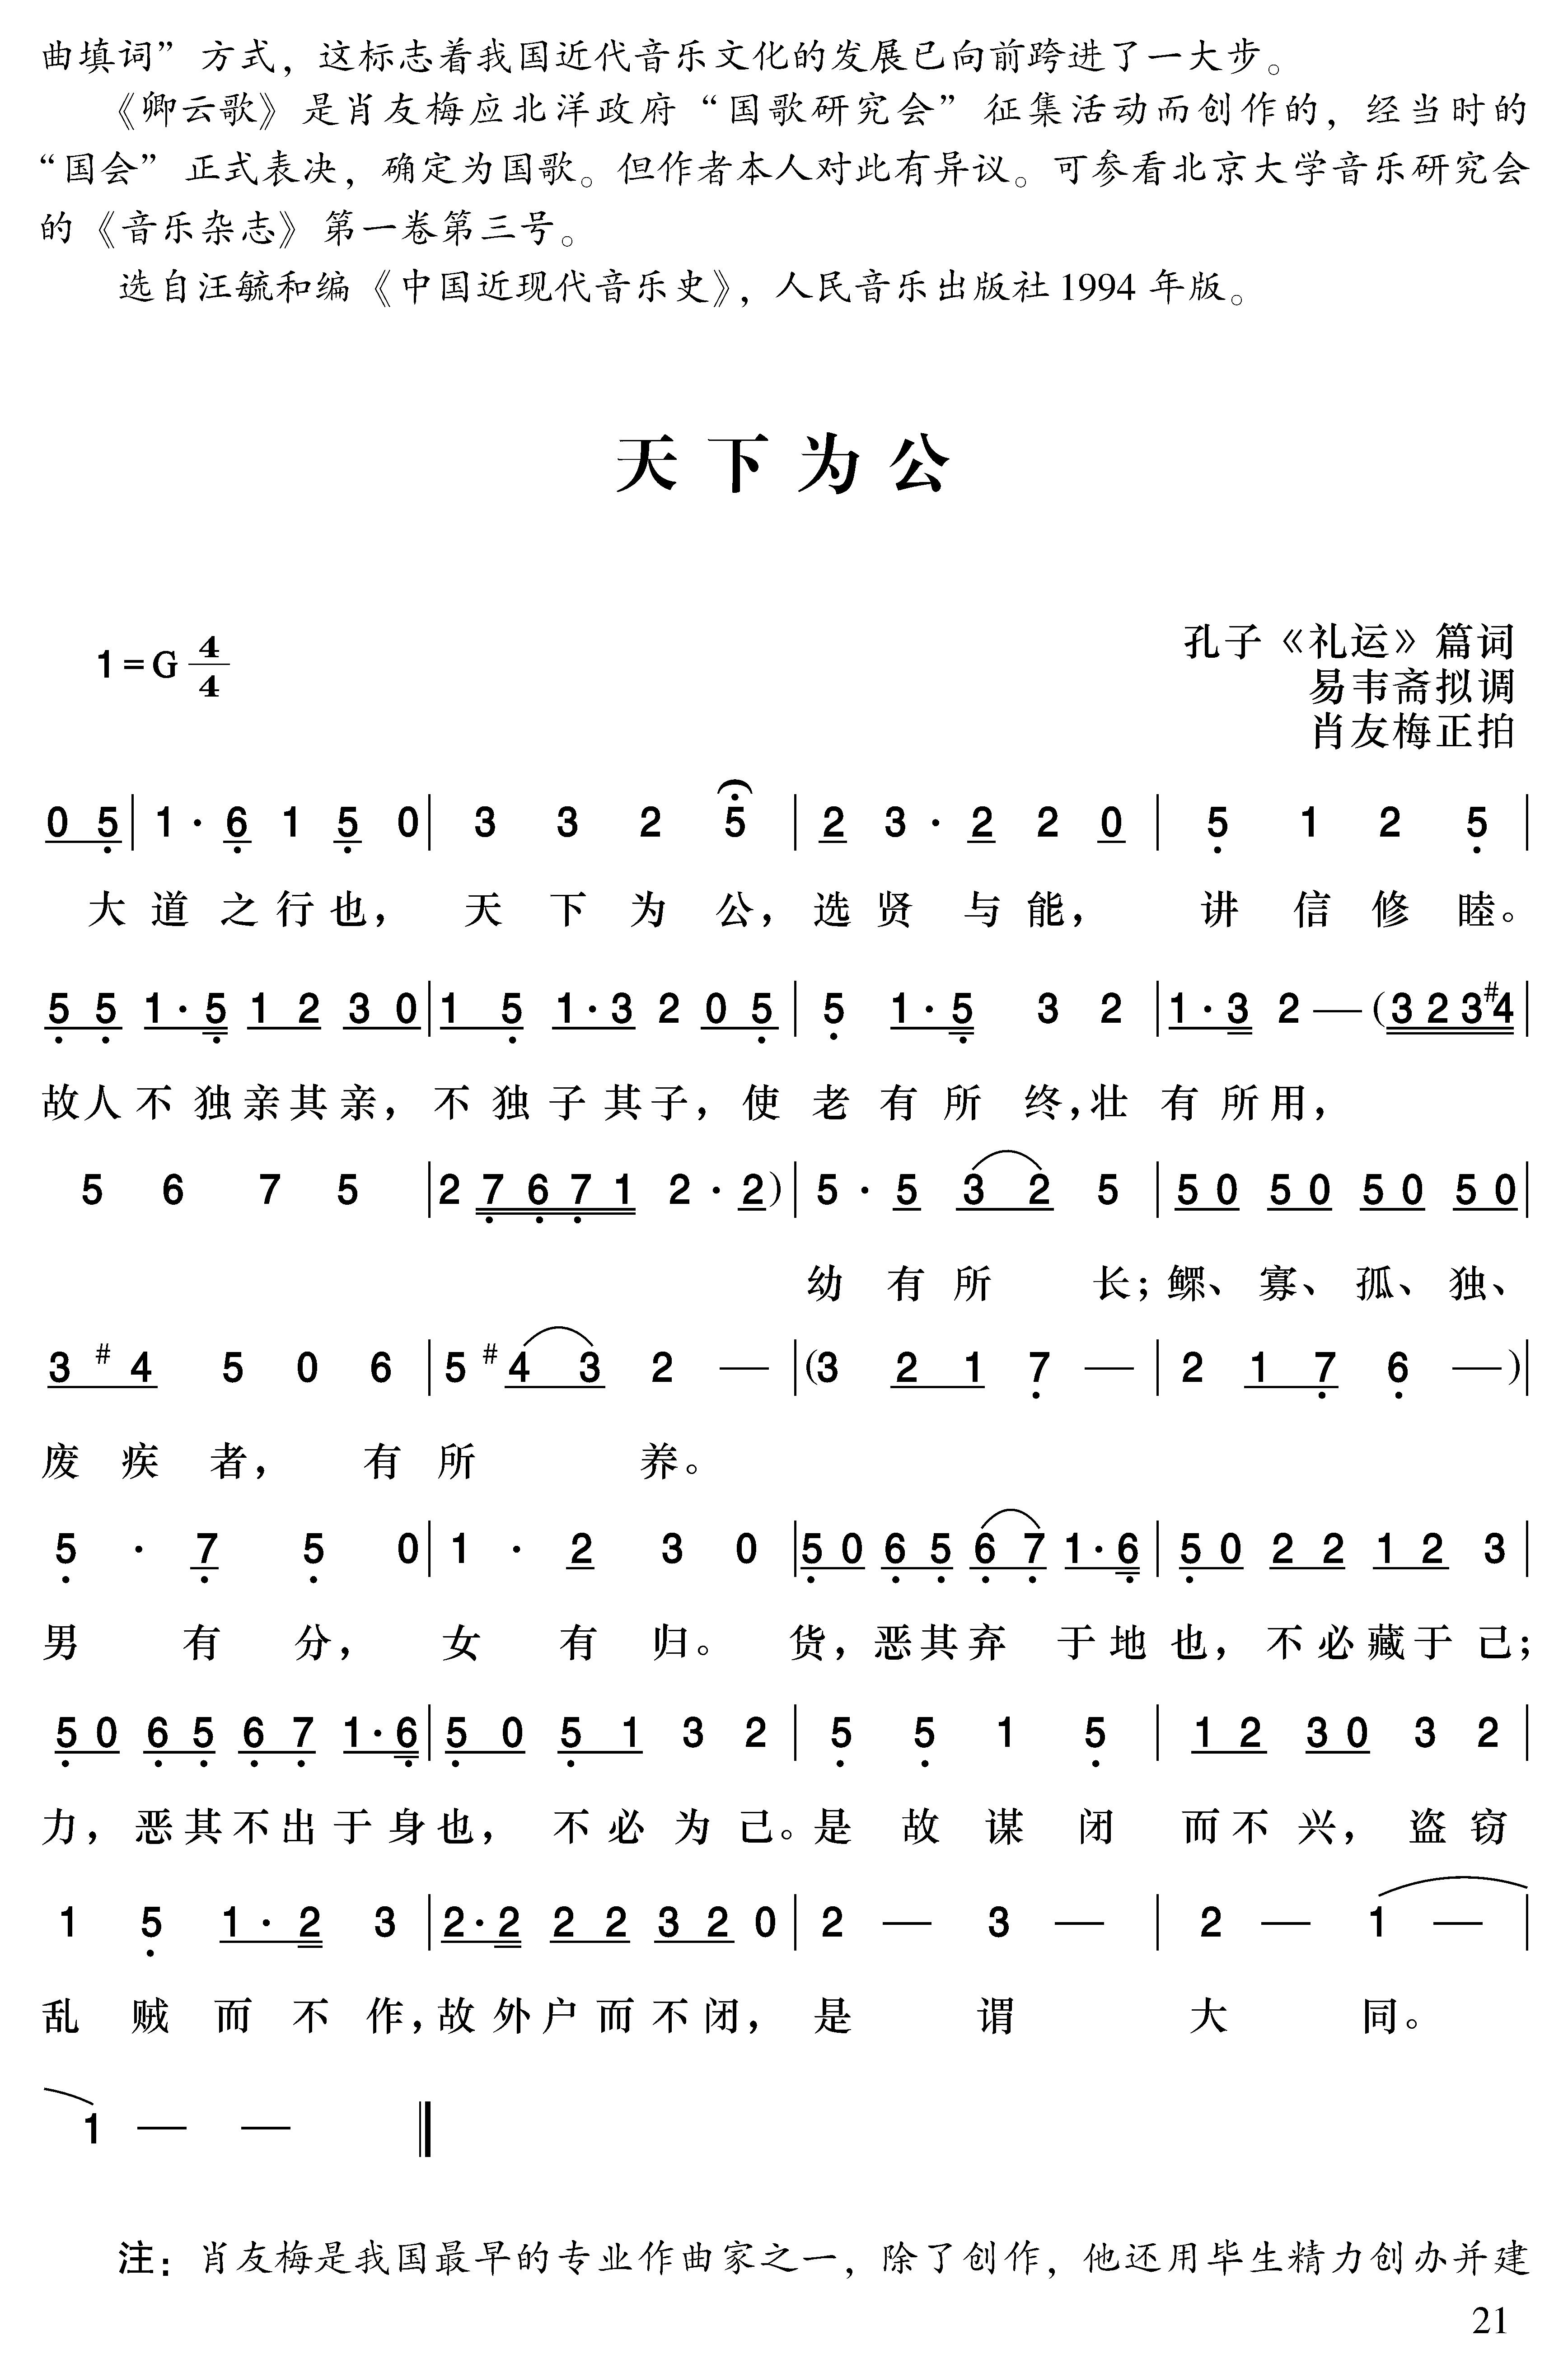 曲填词”方式，这标志着我国近代音乐文化的发展已向前跨进了一大步。
《卿云歌》是肖友梅应北洋政府“国歌研究会”征集活动而创作的，经当时的
“国会”正式表决，确定为国歌。但作者本人对此有异议。可参看北京大学音乐研究会
的《音乐杂志》第一卷第三号。
选自汪毓和编《中国近现代音乐史》，人民音乐出版社1994年版。
天下为公
孔子《礼运》篇词
1=G 4/4
易韦斋拟调
肖友梅正拍
0 5 | 1 · 6 1 5 0 | 3 3 2 5 | 2 3 · 2 2 0 | 5 1 2 5 |
大道之行也，天下为公，选贤与能，讲信修睦。
5 5 1 · 5 1 2 3 0 | 1 5 1 · 3 2 0 5 | 5 1 · 5 3 2 | 1 · 3 2 — (3 2 3 #4 |
故人不独亲其亲，不独子其子，使老有所终，壮有所用，
5 6 7 5 | 2 7 6 7 1 2 · 2) | 5 · 5 3 2 5 | 5 0 5 0 5 0 5 0 |
幼有所长；鳏、寡、孤、独、
3 #4 5 0 6 | 5 #4 3 2 — | (3 2 1 7 — | 2 1 7 6 —) |
废疾者，有所养。
5 · 7 5 0 | 1 · 2 3 0 | 5 0 6 5 6 7 1 · 6 | 5 0 2 2 1 2 3 |
男有分，女有归。货，恶其弃于地也，不必藏于己；
5 0 6 5 6 7 1 · 6 | 5 0 5 1 3 2 | 5 5 1 5 | 1 2 3 0 3 2 |
力，恶其不出于身也，不必为己。是故谋闭而不兴，盗窃
1 5 1 · 2 3 | 2 · 2 2 2 3 2 0 | 2 — 3 — | 2 — 1 — |
乱贼而不作，故外户而不闭，是谓大同。
1 — — ‖
注：肖友梅是我国最早的专业作曲家之一，除了创作，他还用毕生精力创办并建
21